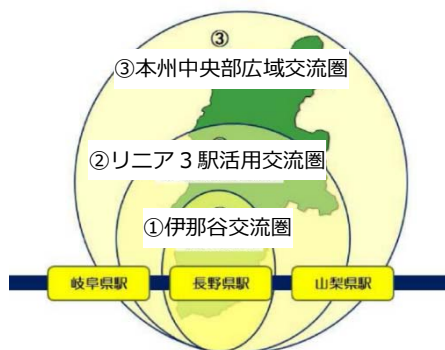 ③
③本州中央部広域交流圏
②リニア３駅活用交流圏
①伊那谷交流圏
岐阜県駅
長野県駅
山梨県駅